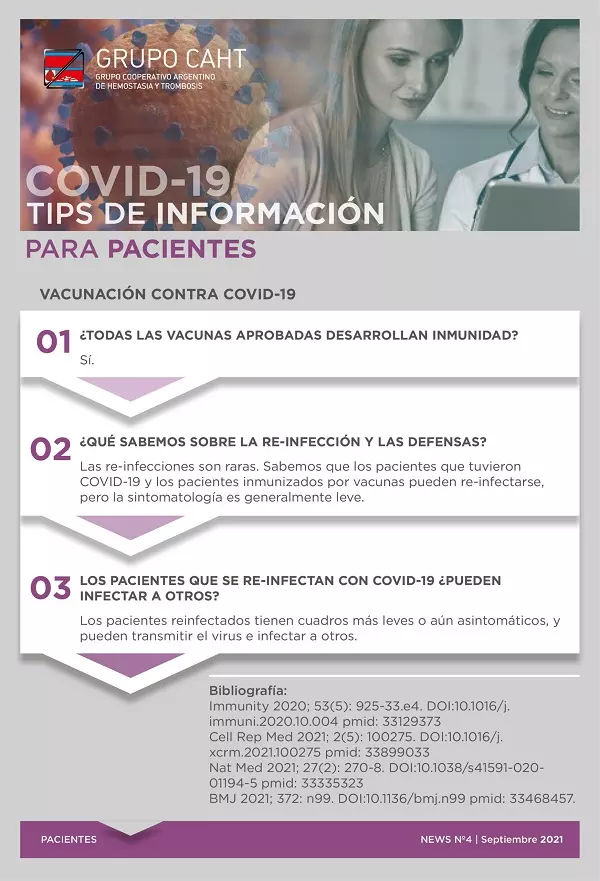 GRUPO CAHT
GRUPO COOPERATIVO ARGENTINO
DE HEMOSTASIA Y TROMBOSIS
COVID-19
TIPS DE INFORMACIÓN
PARA PACIENTES
VACUNACIÓN CONTRA COVID-19
01
¿TODAS LAS VACUNAS APROBADAS DESARROLLAN INMUNIDAD?
Sí.
02
¿QUÉ SABEMOS SOBRE LA RE-INFECCIÓN Y LAS DEFENSAS?
Las re-infecciones son raras. Sabemos que los pacientes que tuvieron
COVID-19 y los pacientes inmunizados por vacunas pueden re-infectarse,
pero la sintomatología es generalmente leve.
03
LOS PACIENTES QUE SE RE-INFECTAN CON COVID-19 ¿PUEDEN
INFECTAR A OTROS?
Los pacientes reinfectados tienen cuadros más leves o aún asintomáticos, y
pueden transmitir el virus e infectar a otros.
Bibliografía:
Immunity 2020; 53(5): 925-33.e4. DOI:10.1016/j.
immuni.2020.10.004 pmid: 33129373
Cell Rep Med 2021; 2(5): 100275. DOI:10.1016/j.
xcrm.2021.100275 pmid: 33899033
Nat Med 2021; 27(2): 270-8. DOI:10.1038/s41591-020-
01194-5 pmid: 33335323
BMJ 2021; 372: n99. DOI:10.1136/bmj.n99 pmid: 33468457.
PACIENTES
NEWS Nº4 | Septiembre 2021